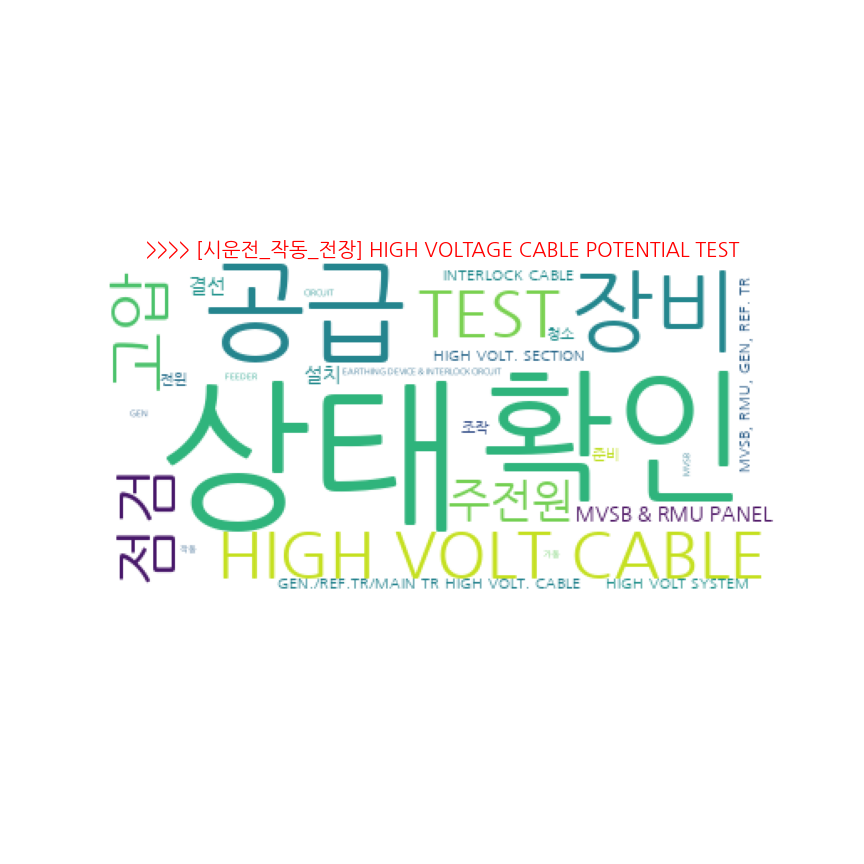 >>>> [시운전_작동_전장] HIGH VOLTAGE CABLE POTENTIAL TEST
고압
결선
공급
CIRCUIT
INTERLOCK CABLE
TEST
청소
장비
MVSB, RMU, GEN, REF. TR
HIGH VOLT. SECTION
전원
FEEDER
설치
EARTHING DEVICE & INTERLOCK CIRCUIT
GEN
상태확인
조작
준비
MVSB
점검
주전원
MVSB & RMU PANEL
작동
HIGH VOLT CABLE
가동
GEN./REF.TR/MAIN TR HIGH VOLT. CABLE
HIGH VOLT SYSTEM